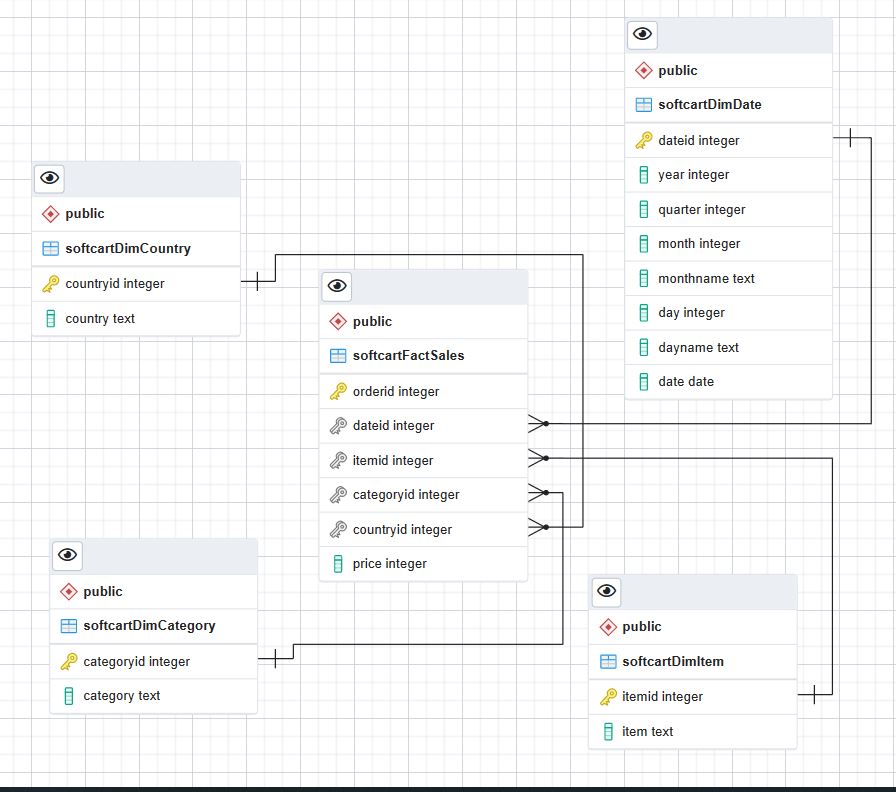 public
softcartDimDate
dateid integer
year integer
quarter integer
month integer
monthname text
day integer
dayname text
date date
public
softcartDimCountry
countryid integer
country text
public
softcartFactSales
orderid integer
dateid integer
itemid integer
categoryid integer
countryid integer
price integer
public
softcartDimCategory
categoryid integer
category text
public
softcartDimItem
itemid integer
item text